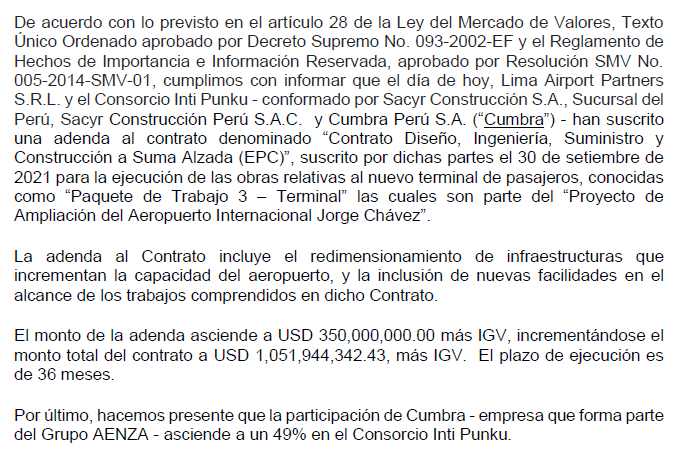 De acuerdo con lo previsto en el artículo 28 de la Ley del Mercado de Valores, Texto
Único Ordenado aprobado por Decreto Supremo No. 093-2002-EF y el Reglamento de
Hechos de Importancia e Información Reservada, aprobado por Resolución SMV No.
005-2014-SMV-01, cumplimos con informar que el día de hoy, Lima Airport Partners
S.R.L. y el Consorcio Inti Punku - conformado por Sacyr Construcción S.A., Sucursal del
Perú, Sacyr Construcción Perú S.A.C. y Cumbra Perú S.A. (“Cumbra”) - han suscrito
una adenda al contrato denominado “Contrato Diseño, Ingeniería, Suministro y
Construcción a Suma Alzada (EPC)”, suscrito por dichas partes el 30 de setiembre de
2021 para la ejecución de las obras relativas al nuevo terminal de pasajeros, conocidas
como “Paquete de Trabajo 3 – Terminal” las cuales son parte del “Proyecto de
Ampliación del Aeropuerto Internacional Jorge Chávez”.
La adenda al Contrato incluye el redimensionamiento de infraestructuras que
incrementan la capacidad del aeropuerto, y la inclusión de nuevas facilidades en el
alcance de los trabajos comprendidos en dicho Contrato.
El monto de la adenda asciende a USD 350,000,000.00 más IGV, incrementándose el
monto total del contrato a USD 1,051,944,342.43, más IGV. El plazo de ejecución es
de 36 meses.
Por último, hacemos presente que la participación de Cumbra - empresa que forma parte
del Grupo AENZA - asciende a un 49% en el Consorcio Inti Punku.